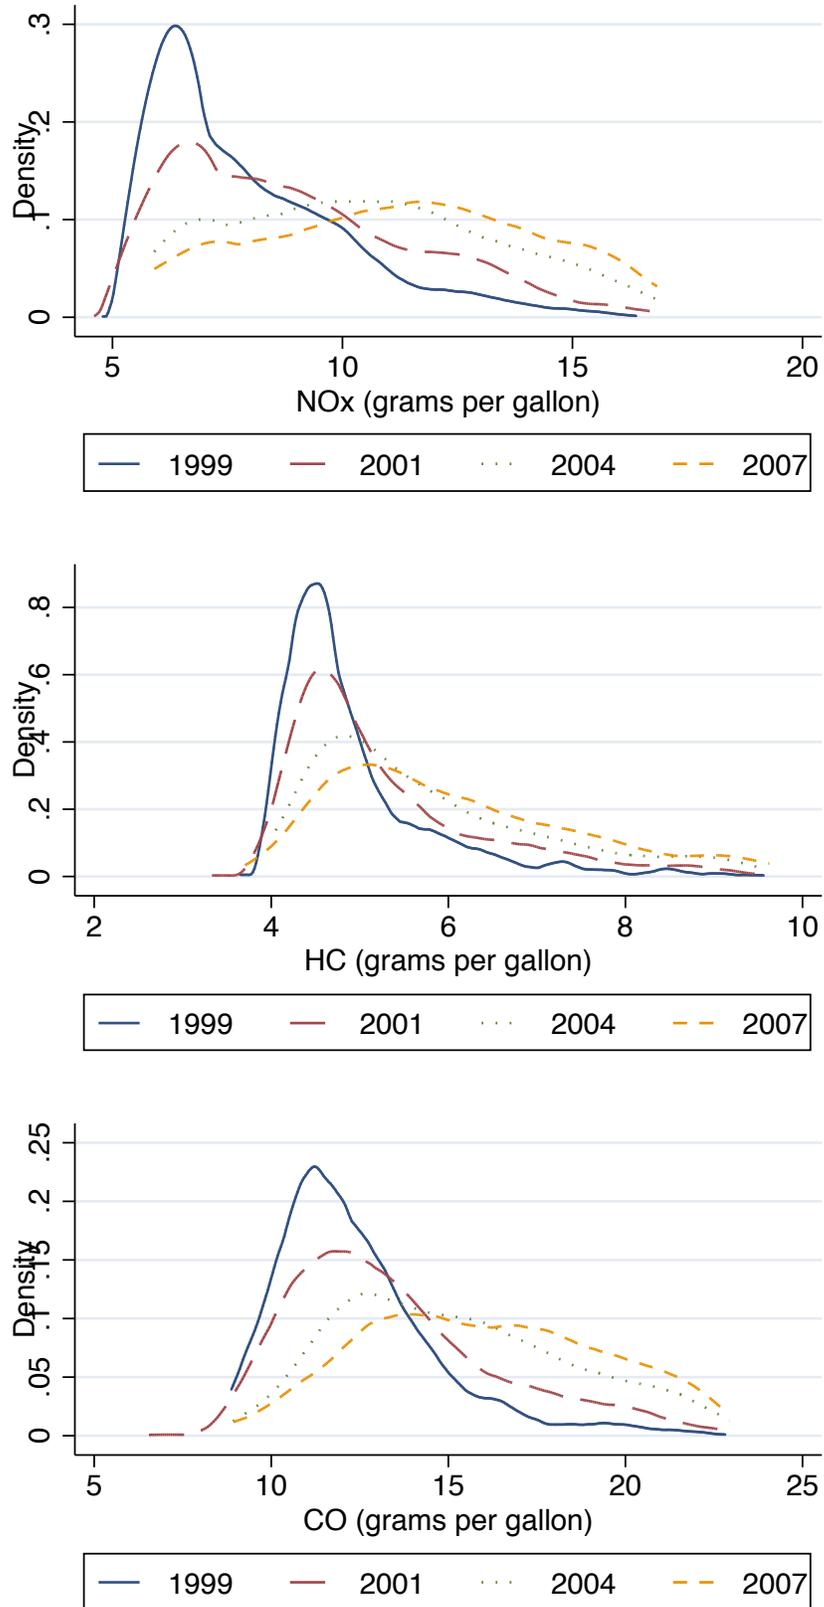 Density
.3
.2
.1
0
5 10 15 20
NOx (grams per gallon)
1999 2001 2004 2007
Density
.8
.6
.4
.2
0
2 4 6 8 10
HC (grams per gallon)
1999 2001 2004 2007
Density
.25
.2
.15
.1
.05
0
5 10 15 20 25
CO (grams per gallon)
1999 2001 2004 2007